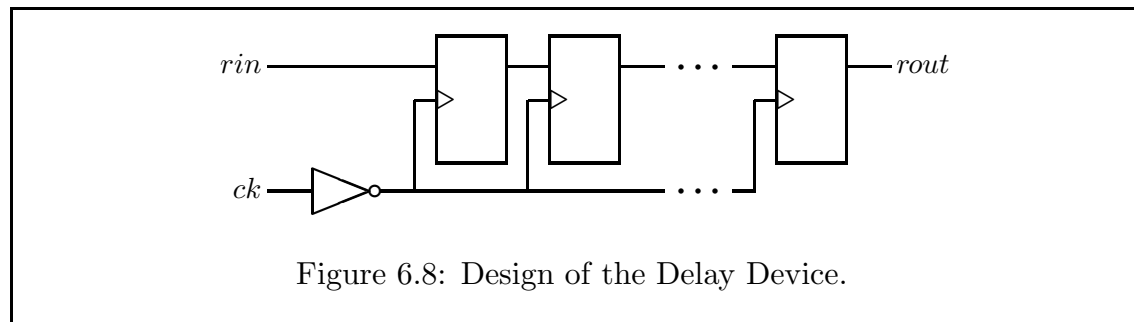 rin
· · ·
rout
ck
· · ·
Figure 6.8: Design of the Delay Device.